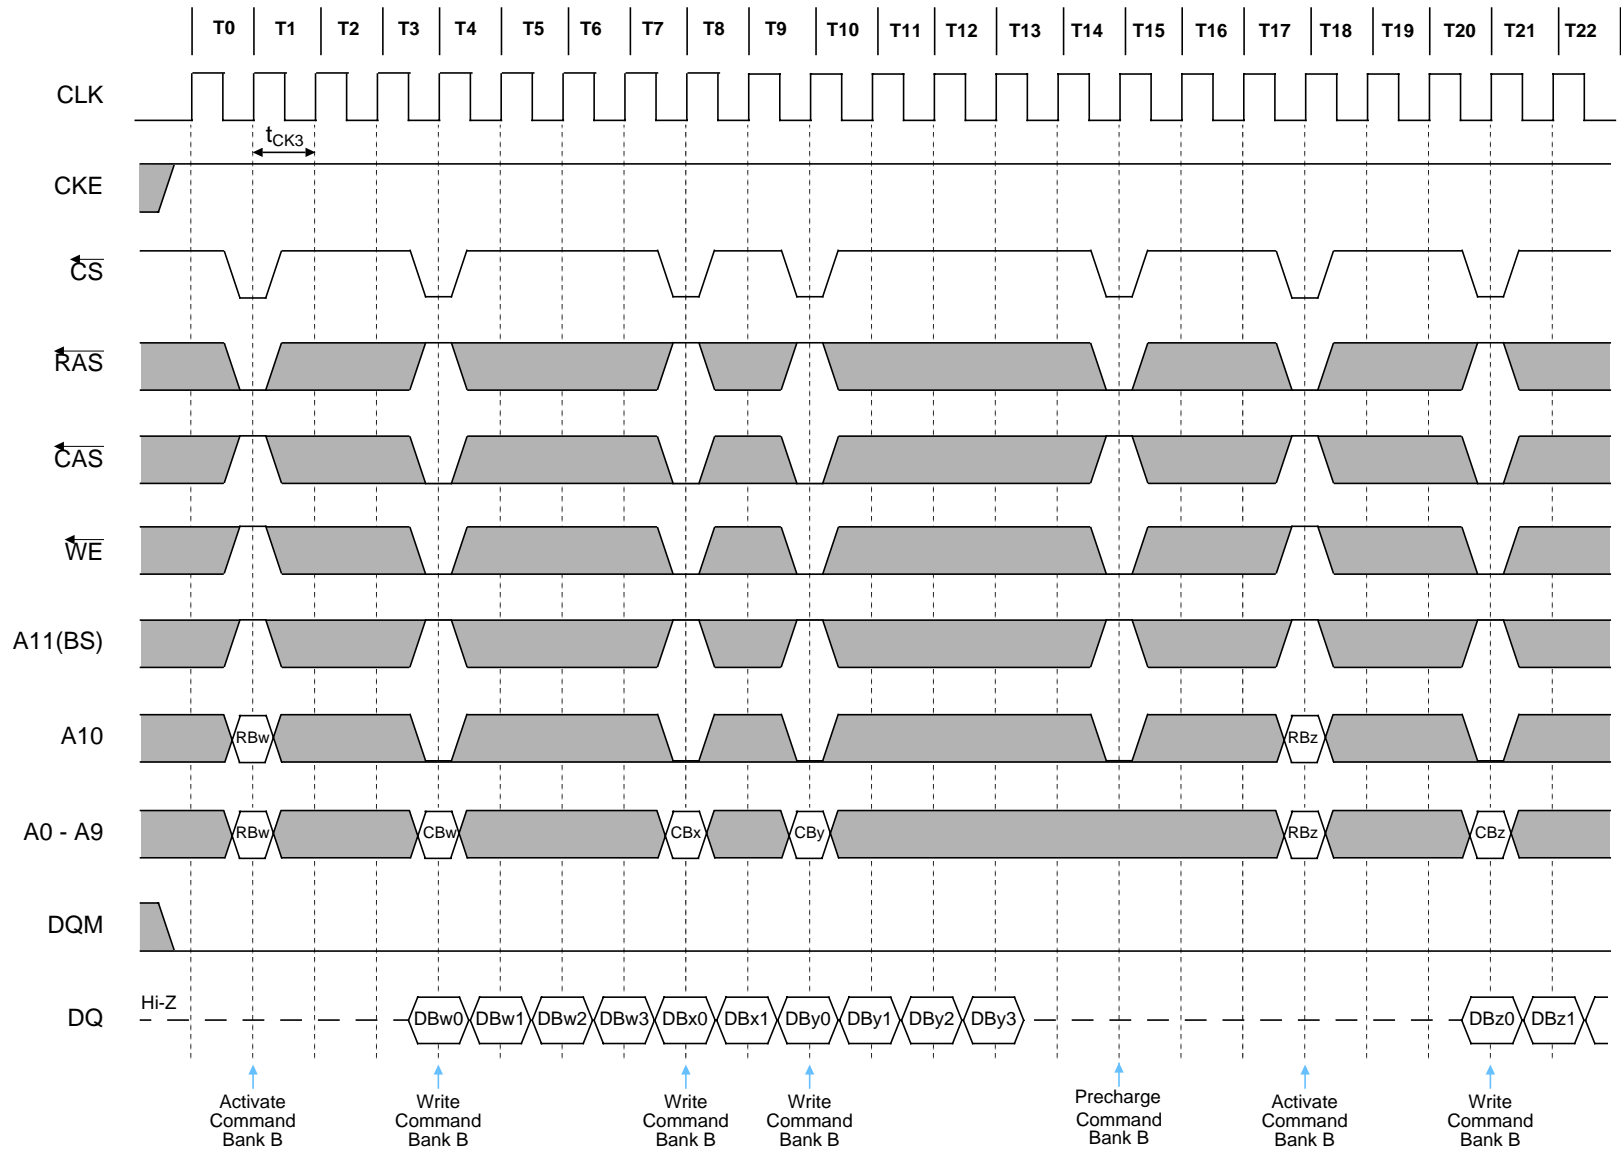 T0 T1 T2 T3 T4 T5 T6 T7 T8 T9 T10 T11 T12 T13 T14 T15 T16 T17 T18 T19 T20 T21 T22
CLK
tCK3
CKE
CS
RAS
CAS
WE
A11(BS)
A10 RBw RBz
A0 - A9 RBw CBw CBx CBy RBz CBz
DQM
Hi-Z
DQ DBw0 DBw1 DBw2 DBw3 DBx0 DBx1 DBy0 DBy1 DBy2 DBy3 DBz0 DBz1
Activate
Command
Bank B
Write
Command
Bank B
Write
Command
Bank B
Write
Command
Bank B
Precharge
Command
Bank B
Activate
Command
Bank B
Write
Command
Bank B